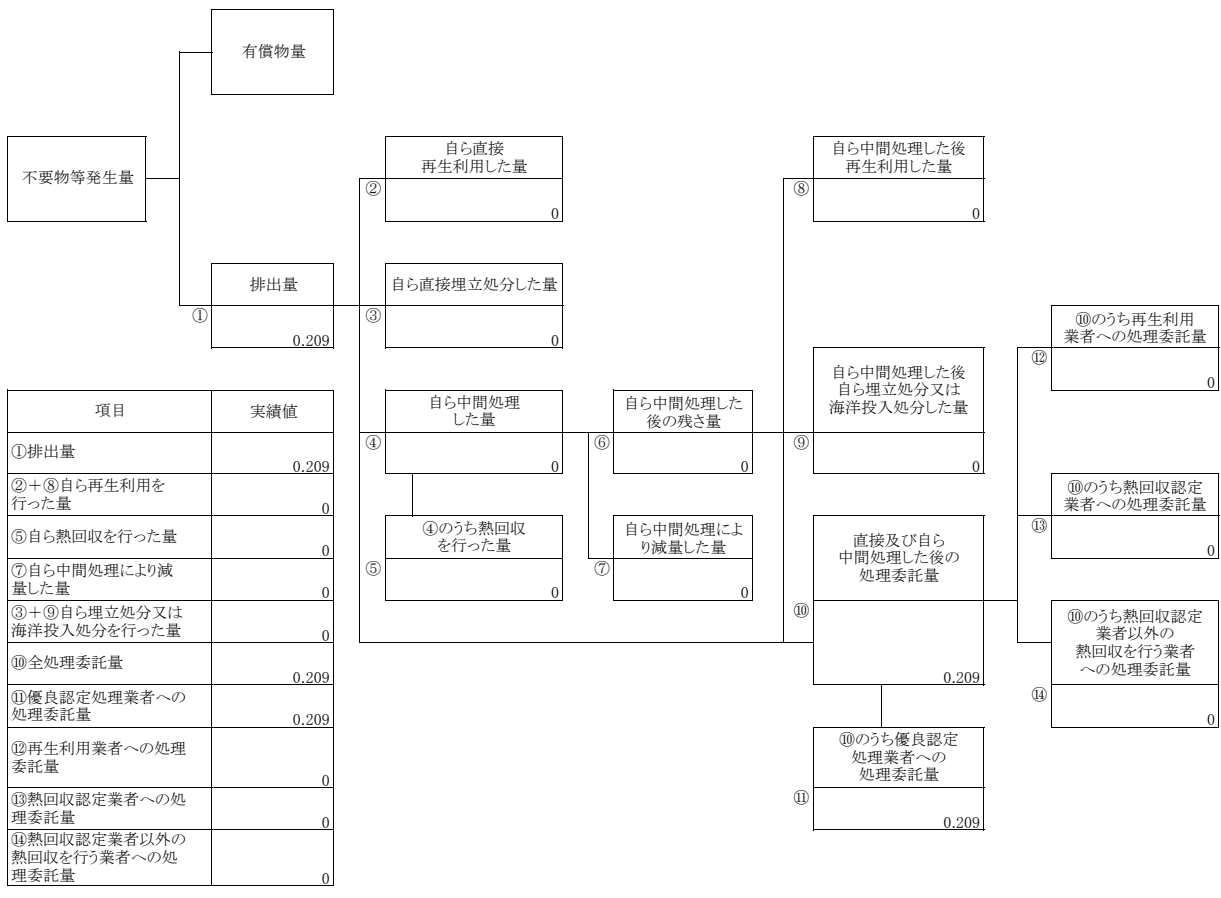 有償物量
不要物等発生量
排出量
①
0.209
自ら直接
再生利用した量
②
0
自ら直接埋立処分した量
③
0
自ら中間処理
した量
④
0
④のうち熱回収
を行った量
⑤
0
自ら中間処理した
後の残さ量
⑥
0
自ら中間処理によ
り減量した量
⑦
0
自ら中間処理した後
再生利用した量
⑧
0
自ら中間処理した後
自ら埋立処分又は
海洋投入処分した量
⑨
0
直接及び自ら
中間処理した後の
処理委託量
⑩
0.209
⑩のうち優良認定
処理業者への
処理委託量
⑪
0.209
⑩のうち再生利用
業者への処理委託量
⑫
0
⑩のうち熱回収認定
業者への処理委託量
⑬
0
⑩のうち熱回収認定
業者以外の
熱回収を行う業者
への処理委託量
⑭
0
項目 実績値
①排出量
0.209
②＋⑧自ら再生利用を
行った量
0
⑤自ら熱回収を行った量
0
⑦自ら中間処理により減
量した量
0
③＋⑨自ら埋立処分又は
海洋投入処分を行った量
0
⑩全処理委託量
0.209
⑪優良認定処理業者への
処理委託量
0.209
⑫再生利用業者への処理
委託量
0
⑬熱回収認定業者への処
理委託量
0
⑭熱回収認定業者以外の
熱回収を行う業者への処
理委託量
0